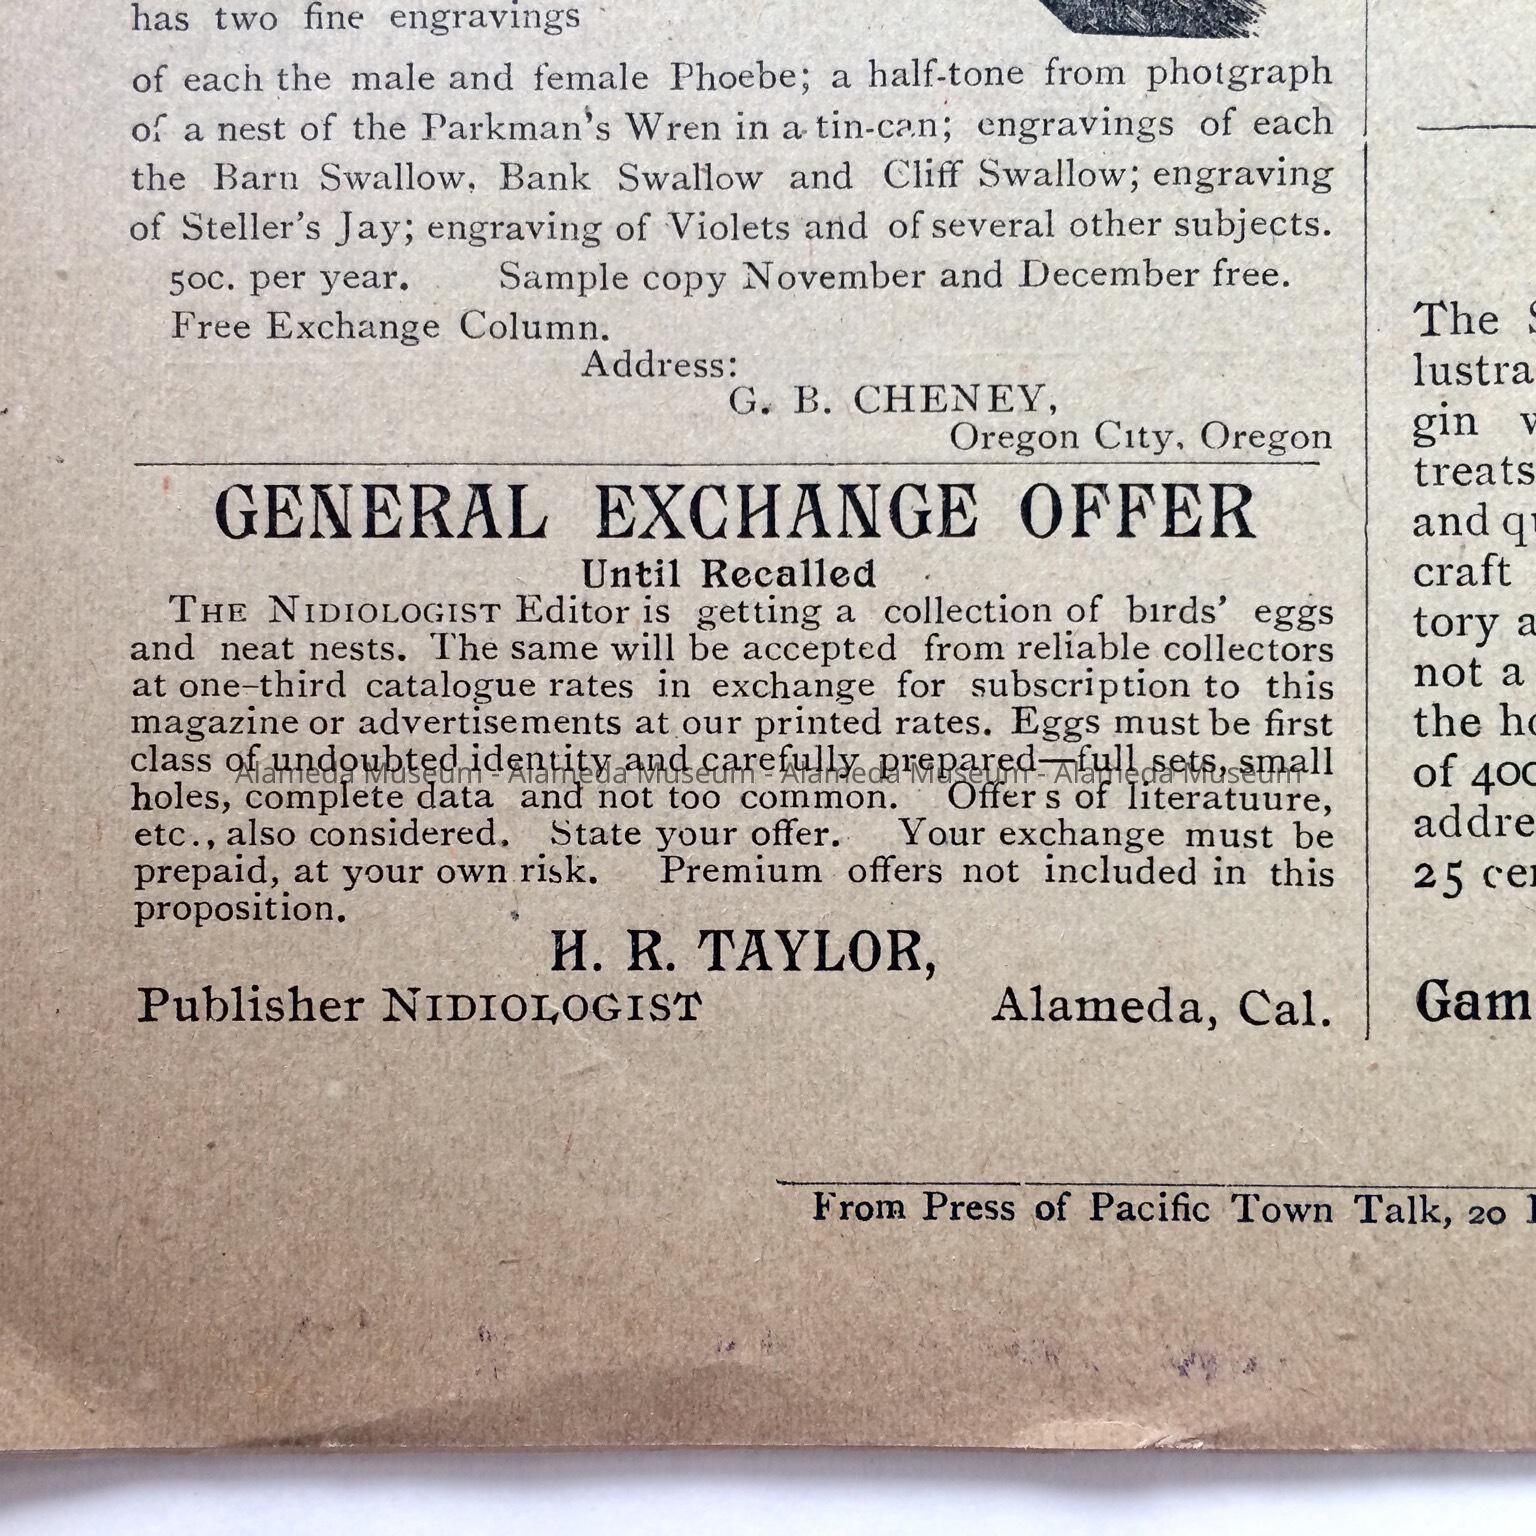 has two fine engravings
of each the male and female Phoebe; a half-tone from photgraph
of a nest of the Parkman's Wren in a tin-can; engravings of each
the Barn Swallow, Bank Swallow and Cliff Swallow; engraving
of Steller's Jay; engraving of Violets and of several other subjects.
50c. per year. Sample copy November and December free.
Free Exchange Column.
Address:
G. B. CHENEY,
Oregon City, Oregon
GENERAL EXCHANGE OFFER
Until Recalled
THE NIDIOLOGIST Editor is getting a collection of birds' eggs
and neat nests. The same will be accepted from reliable collectors
at one-third catalogue rates in exchange for subscription to this
magazine or advertisements at our printed rates. Eggs must be first
class of undoubted identity and carefully prepared—full sets, small
Alameda Museum - Alameda Museum - Alameda Museum - Alameda Museum
holes, complete data and not too common. Offer s of literatuure,
etc., also considered. State your offer. Your exchange must be
prepaid, at your own risk. Premium offers not included in this
proposition.
H. R. TAYLOR,
Publisher NIDIOLOGIST Alameda, Cal.
The
lustra
gin
treats
and qu
craft
tory a
not a
the ho
of 400
addre
25 cen
Gam
From Press of Pacific Town Talk, 20